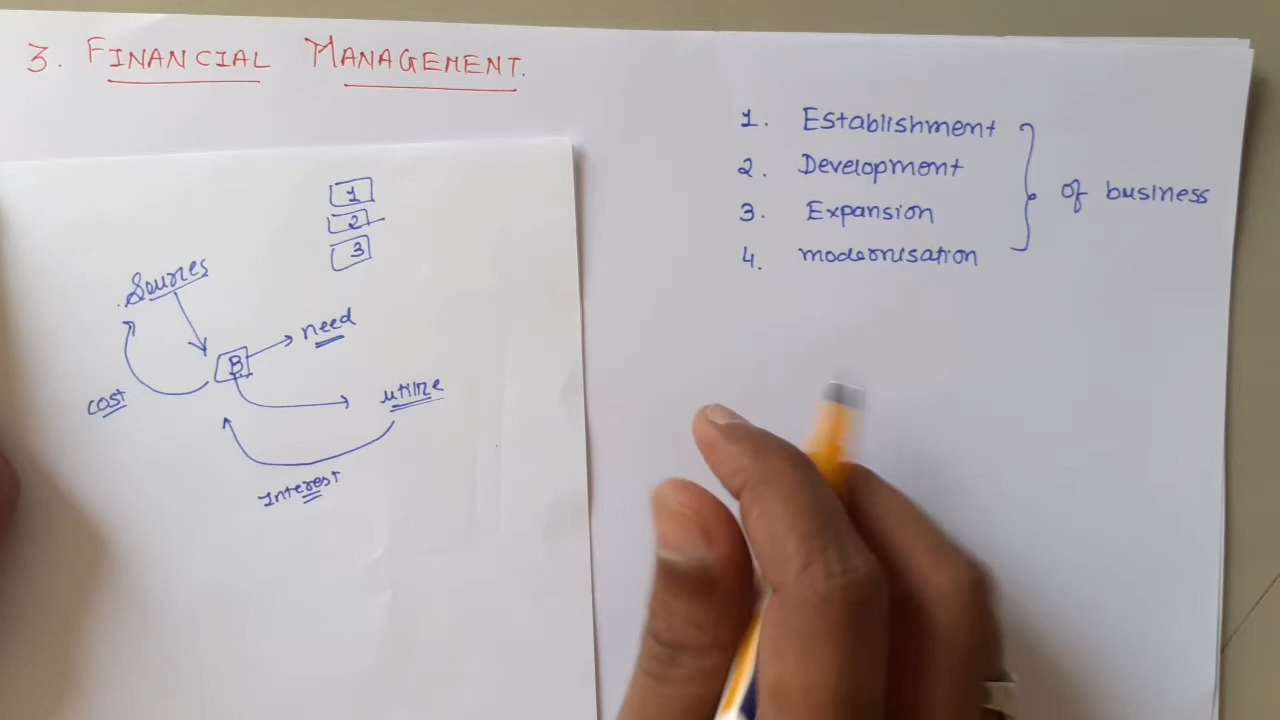 3. FINANCIAL MANAGEMENT.
1
2
3
Sources
B
need
cost
utilize
Interest
1. Establishment
2. Development
3. Expansion
4. modernisation
of business